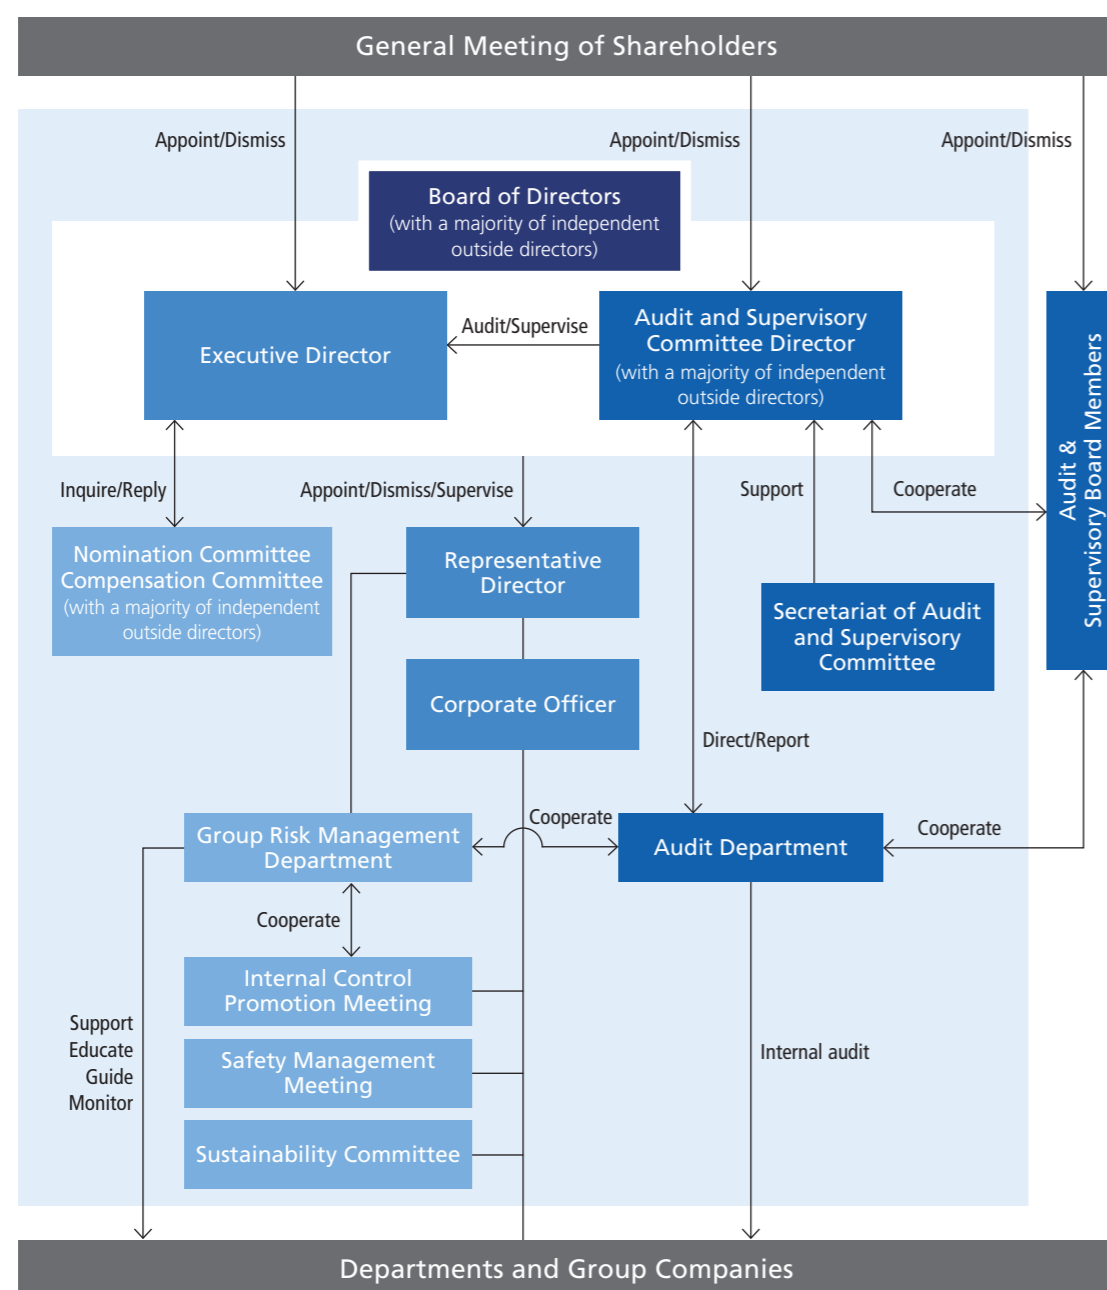 General Meeting of Shareholders
Appoint/Dismiss
Appoint/Dismiss
Appoint/Dismiss
Board of Directors
(with a majority of independent
outside directors)
Executive Director
Audit/Supervise
Audit and Supervisory
Committee Director
(with a majority of independent
outside directors)
Audit &
Supervisory Board Members
Inquire/Reply
Appoint/Dismiss/Supervise
Support
Cooperate
Nomination Committee
Compensation Committee
(with a majority of independent
outside directors)
Representative
Director
Secretariat of Audit
and Supervisory
Committee
Corporate Officer
Direct/Report
Group Risk Management
Department
Cooperate
Audit Department
Cooperate
Cooperate
Internal Control
Promotion Meeting
Support
Educate
Guide
Monitor
Safety Management
Meeting
Internal audit
Sustainability Committee
Departments and Group Companies